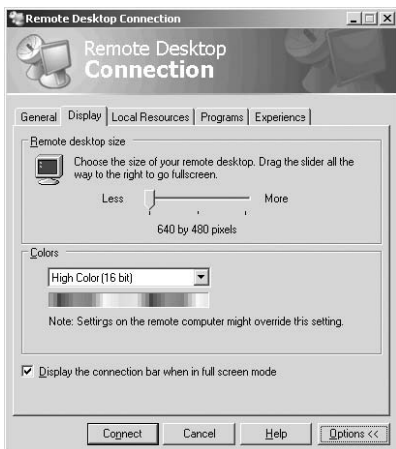 Remote Desktop Connection
Remote Desktop
Connection
General Display Local Resources Programs Experience
Remote desktop size
Choose the size of your remote desktop. Drag the slider all the
way to the right to go fullscreen.
Less More
640 by 480 pixels
Colors
High Color (16 bit)
Note: Settings on the remote computer might override this setting.
Display the connection bar when in full screen mode
Connect Cancel Help Options <<